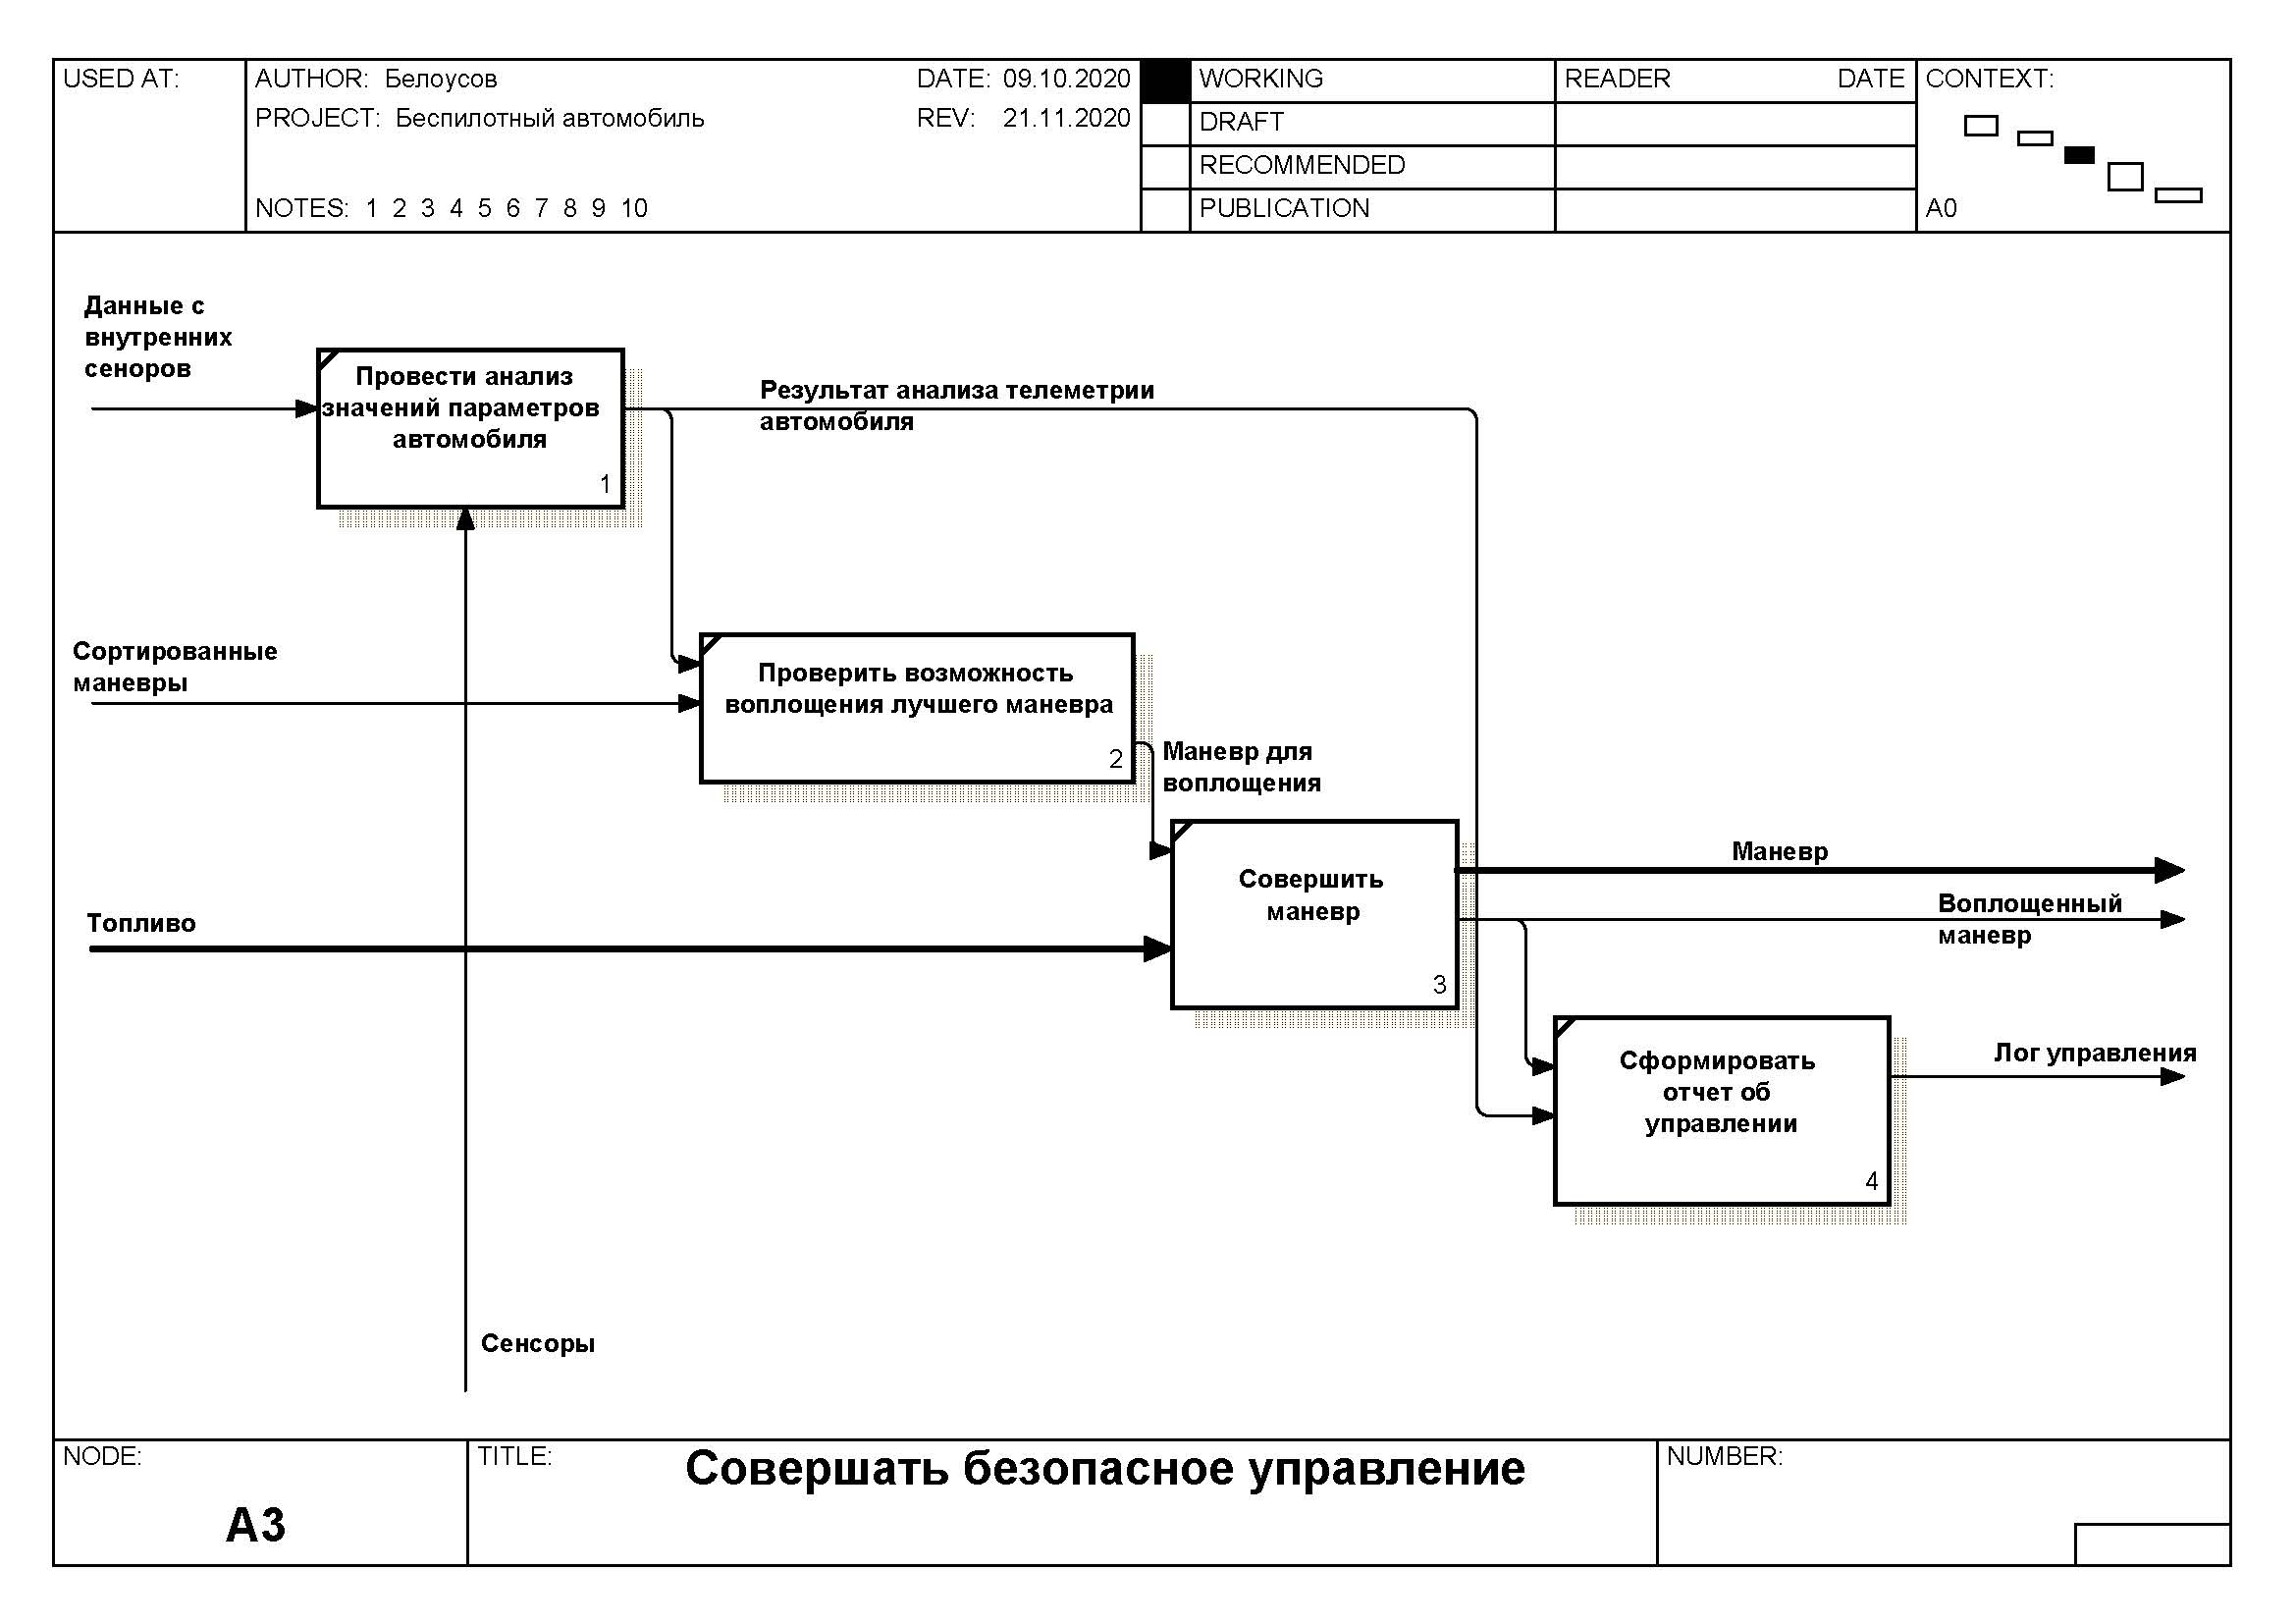 USED AT:
AUTHOR: Белоусов
DATE: 09.10.2020
PROJECT: Беспилотный автомобиль
REV: 21.11.2020
NOTES: 1 2 3 4 5 6 7 8 9 10
WORKING
DRAFT
RECOMMENDED
PUBLICATION
READER DATE
CONTEXT:
A0
Данные с
внутренних
сеноров
Провести анализ
значений параметров
автомобиля
1
Результат анализа телеметрии
автомобиля
Сортированные
маневры
Проверить возможность
воплощения лучшего маневра
2
Маневр для
воплощения
Топливо
Совершить
маневр
3
Маневр
Воплощенный
маневр
Сформировать
отчет об
управлении
4
Лог управления
Сенсоры
NODE:
A3
TITLE:
Совершать безопасное управление
NUMBER: